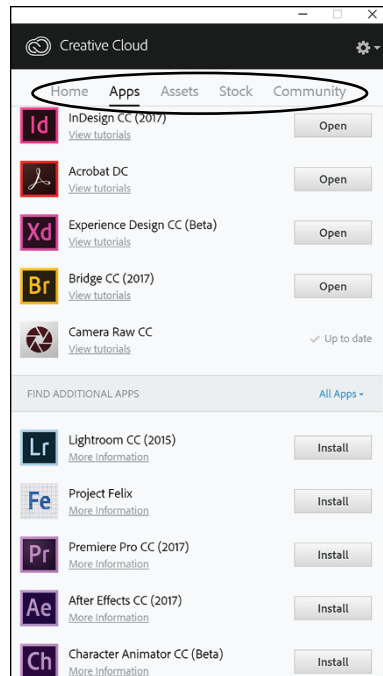 Creative Cloud
Home Apps Assets Stock Community
Id InDesign CC (2017) Open
View tutorials
Acrobat DC Open
View tutorials
Xd Experience Design CC (Beta) Open
View tutorials
Br Bridge CC (2017) Open
View tutorials
Camera Raw CC Up to date
View tutorials
FIND ADDITIONAL APPS All Apps
Lr Lightroom CC (2015) Install
More Information
Fe Project Felix Install
More Information
Pr Premiere Pro CC (2017) Install
More Information
Ae After Effects CC (2017) Install
More Information
Ch Character Animator CC (Beta) Install
More Information